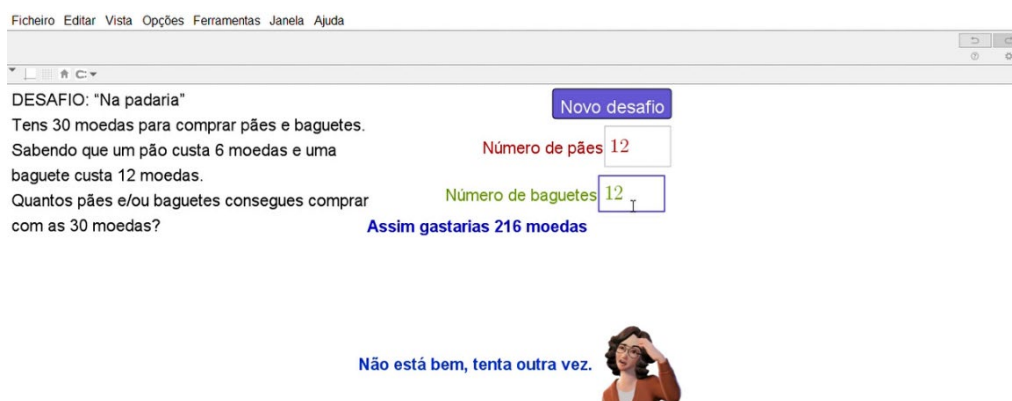 Ficheiro Editar Vista Opções Ferramentas Janela Ajuda
DESAFIO: “Na padaria”
Tens 30 moedas para comprar pães e baguetes.
Sabendo que um pão custa 6 moedas e uma
baguete custa 12 moedas.
Quantos pães e/ou baguetes consegues comprar
com as 30 moedas?
Novo desafio
Número de pães 12
Número de baguetes 12
Assim gastarias 216 moedas
Não está bem, tenta outra vez.